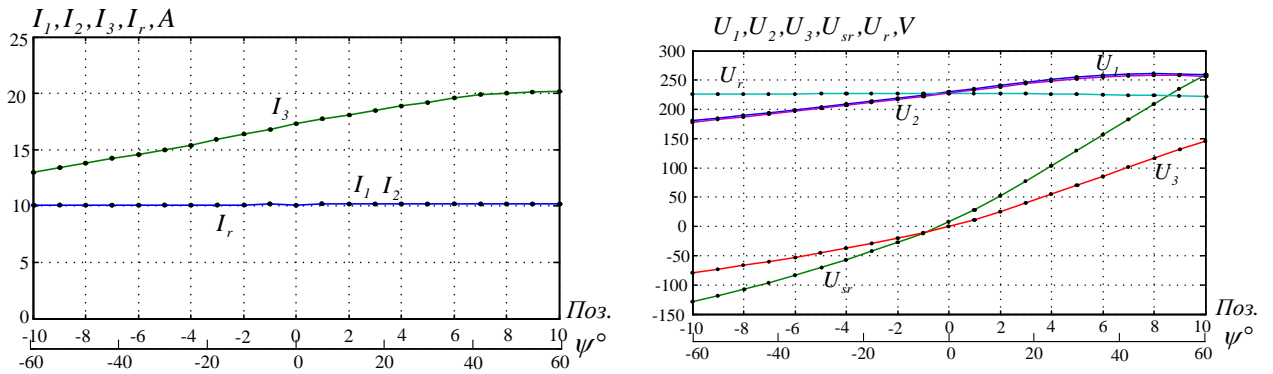 I₁,I₂,I₃,Iᵣ,A
25
20
15
10
5
0
I₃
I₁ I₂
Iᵣ
-10 -8 -6 -4 -2 0 2 4 6 8 10
Поз.
ψ°
-60 -40 -20 0 20 40 60
U₁,U₂,U₃,Uₛᵣ,Uᵣ,V
300
250
200
150
100
50
0
-50
-100
-150
Uᵣ
U₁
U₂
U₃
Uₛᵣ
-10 -8 -6 -4 -2 0 2 4 6 8 10
Поз.
ψ°
-60 -40 -20 0 20 40 60